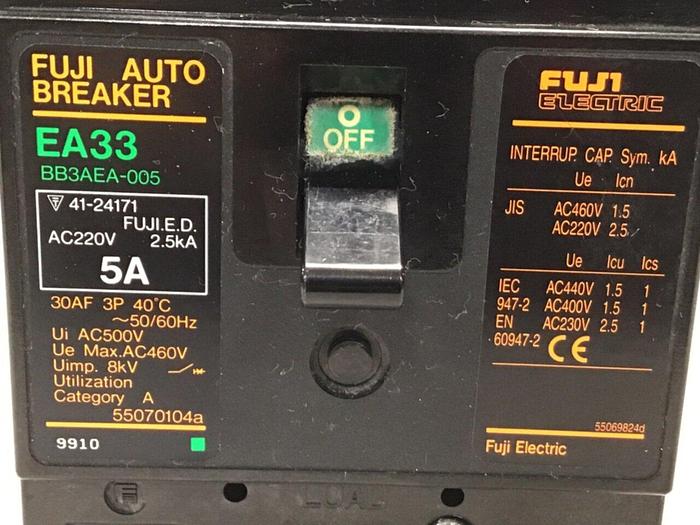 FUJI AUTO
BREAKER
EA33
BB3AEA-005
41-24171
FUJI.E.D.
AC220V 2.5kA
5A
30AF 3P 40°C
~50/60Hz
Ui AC500V
Ue Max.AC460V
Uimp. 8kV
Utilization
Category A
55070104a
9910
OFF
FUJI
ELECTRIC
INTERRUP. CAP. Sym. kA
Ue Icn
JIS AC460V 1.5
AC220V 2.5
Ue Icu Ics
IEC AC440V 1.5 1
947-2 AC400V 1.5 1
EN AC230V 2.5 1
60947-2 CE
55069824d
Fuji Electric
LOAD